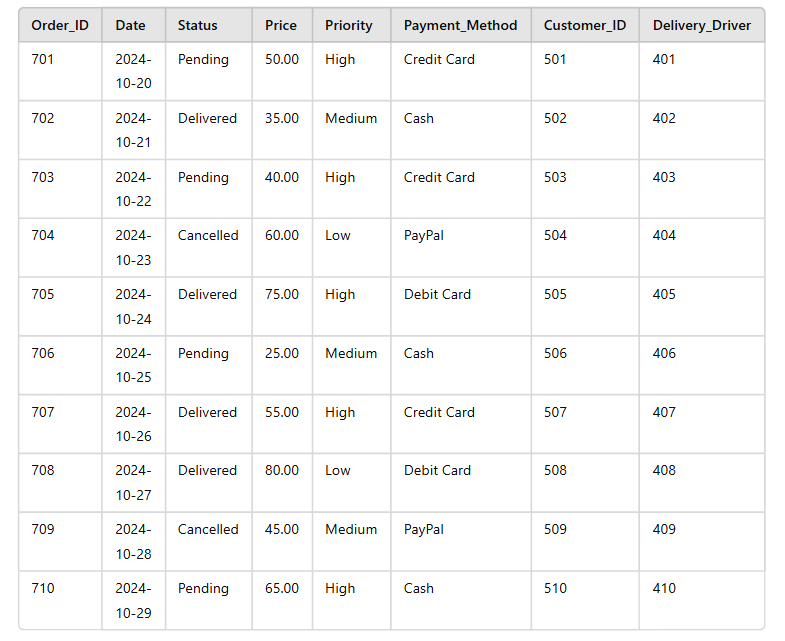 Order_ID Date Status Price Priority Payment_Method Customer_ID Delivery_Driver
701 2024- Pending 50.00 High Credit Card 501 401
10-20
702 2024- Delivered 35.00 Medium Cash 502 402
10-21
703 2024- Pending 40.00 High Credit Card 503 403
10-22
704 2024- Cancelled 60.00 Low PayPal 504 404
10-23
705 2024- Delivered 75.00 High Debit Card 505 405
10-24
706 2024- Pending 25.00 Medium Cash 506 406
10-25
707 2024- Delivered 55.00 High Credit Card 507 407
10-26
708 2024- Delivered 80.00 Low Debit Card 508 408
10-27
709 2024- Cancelled 45.00 Medium PayPal 509 409
10-28
710 2024- Pending 65.00 High Cash 510 410
10-29